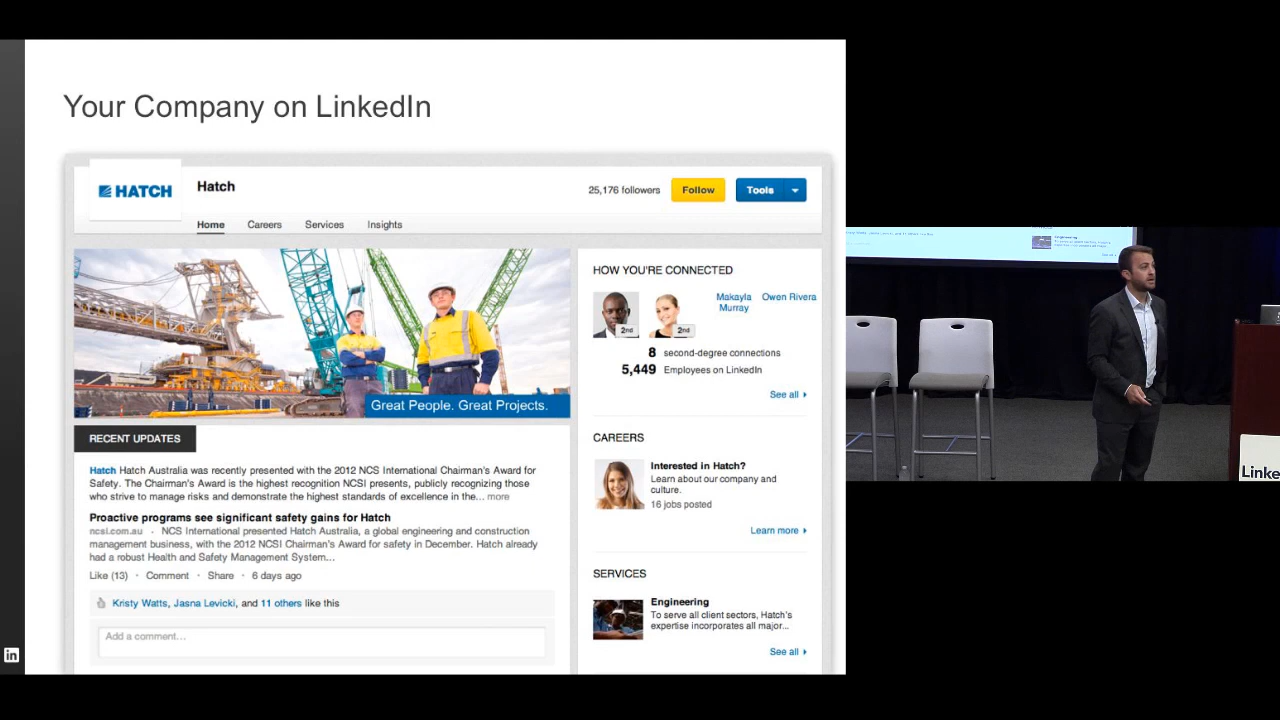 Your Company on LinkedIn
HATCH
Hatch
25,176 followers
Follow
Tools
Home
Careers
Services
Insights
Great People. Great Projects.
HOW YOU'RE CONNECTED
2nd
2nd
Makayla Murray
Owen Rivera
8 second-degree connections
5,449 Employees on LinkedIn
See all
RECENT UPDATES
Hatch Hatch Australia was recently presented with the 2012 NCS International Chairman's Award for
Safety. The Chairman's Award is the highest recognition NCSI presents, publicly recognizing those
who strive to manage risks and demonstrate the highest standards of excellence in the... more
Proactive programs see significant safety gains for Hatch
ncsi.com.au · NCS International presented Hatch Australia, a global engineering and construction
management business, with the 2012 NCSI Chairman's Award for safety in December. Hatch already
had a robust Health and Safety Management System...
Like (13) · Comment · Share · 6 days ago
Kristy Watts, Jasna Levicki, and 11 others like this
Add a comment...
CAREERS
Interested in Hatch?
Learn about our company and
culture.
16 jobs posted
Learn more
SERVICES
Engineering
To serve all client sectors, Hatch's
expertise incorporates all major...
See all
in
Engineering
Linke